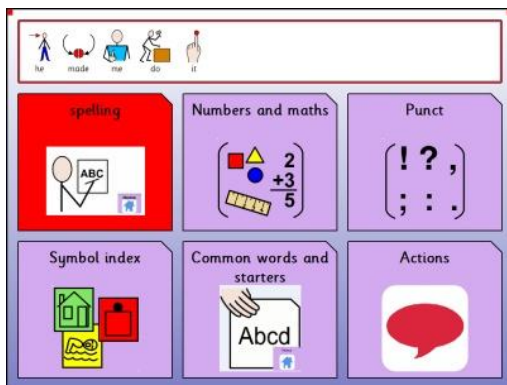 he made me do it
spelling
ABC
Numbers and maths
2
+3
5
Punct
! ? ,
; : .
Symbol index
Common words and
starters
Abcd
Actions